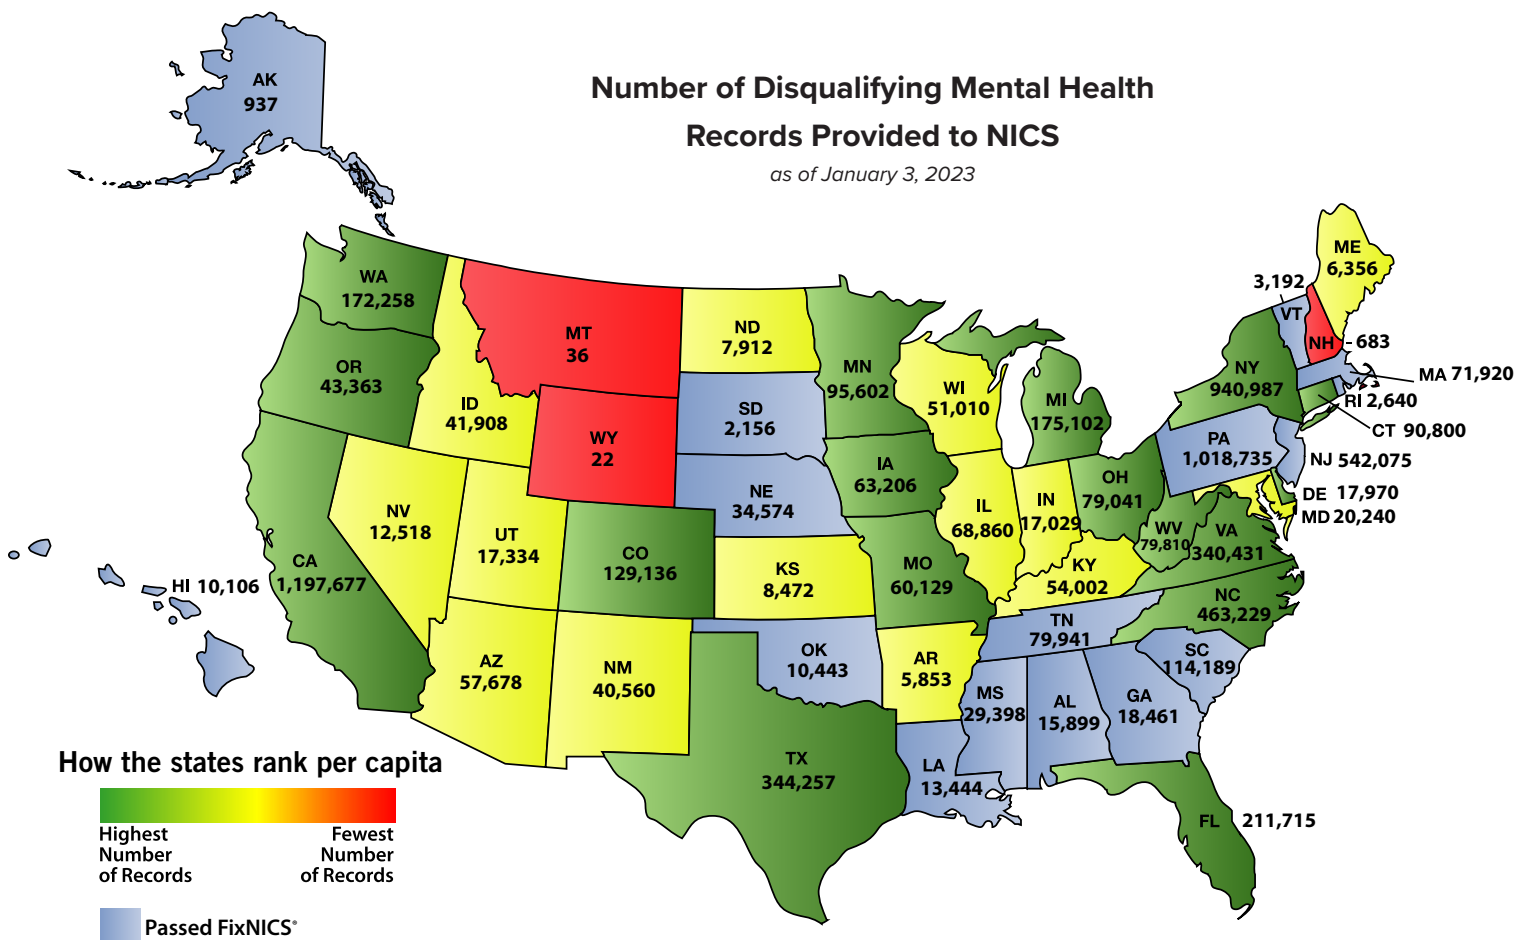 Number of Disqualifying Mental Health
Records Provided to NICS
as of January 3, 2023
AK
937
WA
172,258
OR
43,363
ID
41,908
MT
36
WY
22
ND
7,912
SD
2,156
NE
34,574
MN
95,602
WI
51,010
IA
63,206
MI
175,102
NY
940,987
3,192
VT
ME
6,356
NH
683
MA 71,920
RI 2,640
CT 90,800
PA
1,018,735
NJ 542,075
DE 17,970
MD 20,240
OH
79,041
IN
17,029
IL
68,860
WV
79,810
VA
340,431
KY
54,002
NC
463,229
TN
79,941
SC
114,189
NV
12,518
UT
17,334
CO
129,136
KS
8,472
MO
60,129
CA
1,197,677
HI 10,106
AZ
57,678
NM
40,560
OK
10,443
AR
5,853
MS
29,398
AL
15,899
GA
18,461
TX
344,257
LA
13,444
FL
211,715
How the states rank per capita
Highest
Number
of Records
Fewest
Number
of Records
Passed FixNICS®